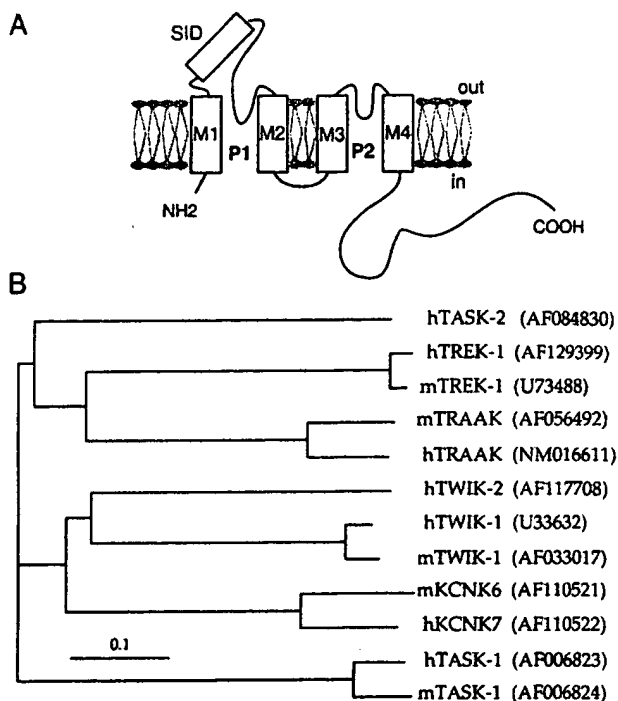 A
SID
out
M1
P1
M2
M3
P2
M4
in
NH2
COOH
B
hTASK-2 (AF084830)
hTREK-1 (AF129399)
mTREK-1 (U73488)
mTRAAK (AF056492)
hTRAAK (NM016611)
hTWIK-2 (AF117708)
hTWIK-1 (U33632)
mTWIK-1 (AF033017)
mKCNK6 (AF110521)
hKCNK7 (AF110522)
0.1
hTASK-1 (AF006823)
mTASK-1 (AF006824)